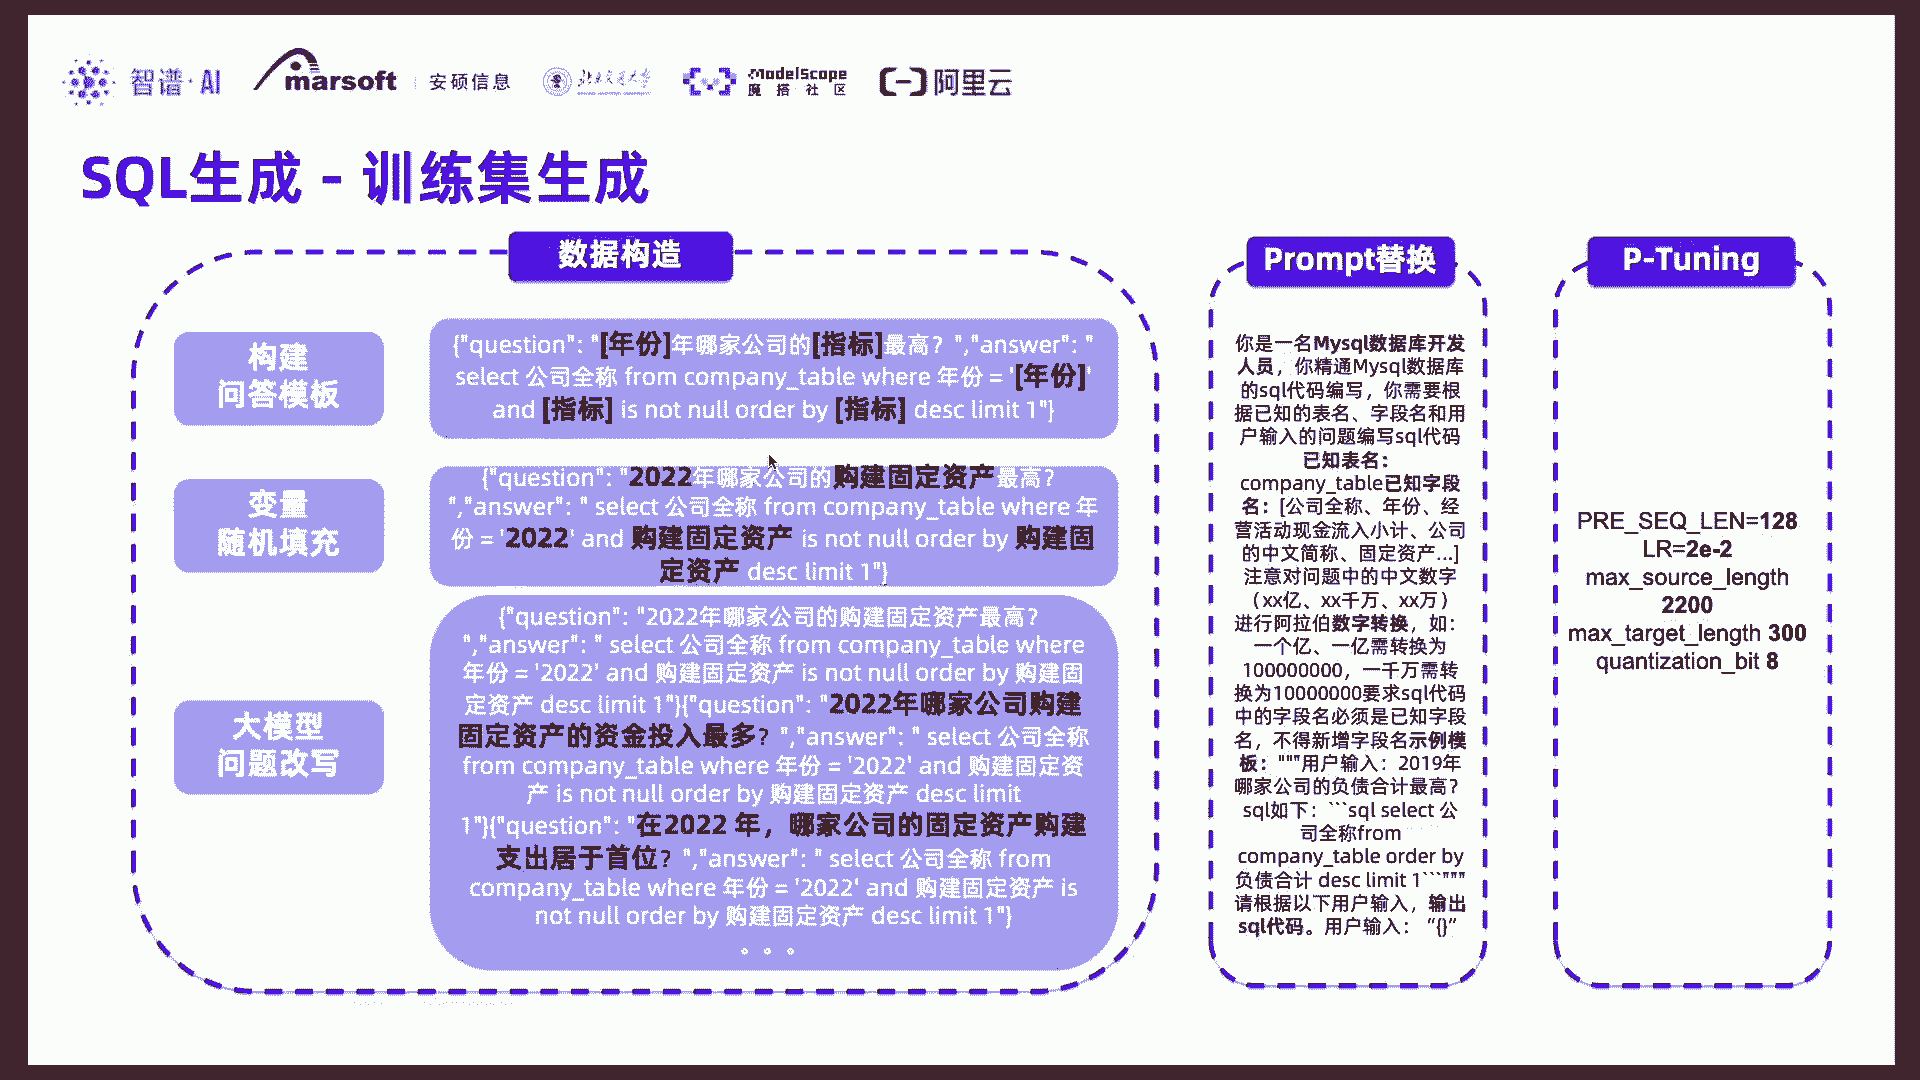 智谱·AI
marsoft
安硕信息
ModelScope
魔搭社区
阿里云
SQL生成 - 训练集生成
数据构造
构建
问答模板
{"question": "[年份]年哪家公司的[指标]最高？","answer": "
select 公司全称 from company_table where 年份 = '[年份]'
and [指标] is not null order by [指标] desc limit 1"}
变量
随机填充
{"question": "2022年哪家公司的购建固定资产最高？
","answer": " select 公司全称 from company_table where 年
份 = '2022' and 购建固定资产 is not null order by 购建固
定资产 desc limit 1"}
大模型
问题改写
{"question": "2022年哪家公司的购建固定资产最高？
","answer": " select 公司全称 from company_table where
年份 = '2022' and 购建固定资产 is not null order by 购建固
定资产 desc limit 1"}{"question": "2022年哪家公司购建
固定资产的资金投入最多？","answer": " select 公司全称
from company_table where 年份 = '2022' and 购建固定资
产 is not null order by 购建固定资产 desc limit
1"}{"question": "在2022 年，哪家公司的固定资产购建
支出居于首位？","answer": " select 公司全称 from
company_table where 年份 = '2022' and 购建固定资产 is
not null order by 购建固定资产 desc limit 1"}
。。。
Prompt替换
你是一名Mysql数据库开发
人员，你精通Mysql数据库
的sql代码编写，你需要根
据已知的表名、字段名和用
户输入的问题编写sql代码
已知表名：
company_table已知字段
名：[公司全称、年份、经
营活动现金流入小计、公司
的中文简称、固定资产...]
注意对问题中的中文数字
（xx亿、xx千万、xx万）
进行阿拉伯数字转换，如：
一个亿、一亿需转换为
100000000，一千万需转
换为10000000要求sql代码
中的字段名必须是已知字段
名，不得新增字段名示例模
板："""用户输入：2019年
哪家公司的负债合计最高？
sql如下：```sql select 公
司全称from
company_table order by
负债合计 desc limit 1```"""
请根据以下用户输入，输出
sql代码。用户输入：“{}”
P-Tuning
PRE_SEQ_LEN=128
LR=2e-2
max_source_length
2200
max_target_length 300
quantization_bit 8